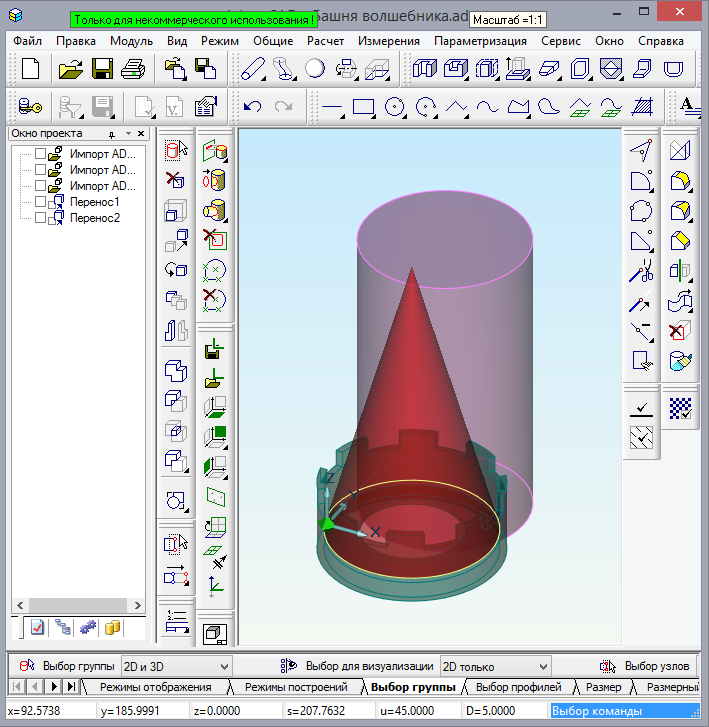 Только для некоммерческого использования !
башня волшебника.ad
Масштаб =1:1
Файл Правка Модуль Вид Режим Общие Расчет Измерения Параметризация Сервис Окно Справка
V.
A
Окно проекта
Импорт AD...
Импорт AD...
Импорт AD...
Перенос1
Перенос2
Z
Y
X
Выбор группы 2D и 3D Выбор для визуализации 2D только Выбор узлов
Режимы отображения Режимы построений Выбор группы Выбор профилей Размер Размерный
x=92.5738 y=185.9991 z=0.0000 s=207.7632 u=45.0000 D=5.0000 Выбор команды